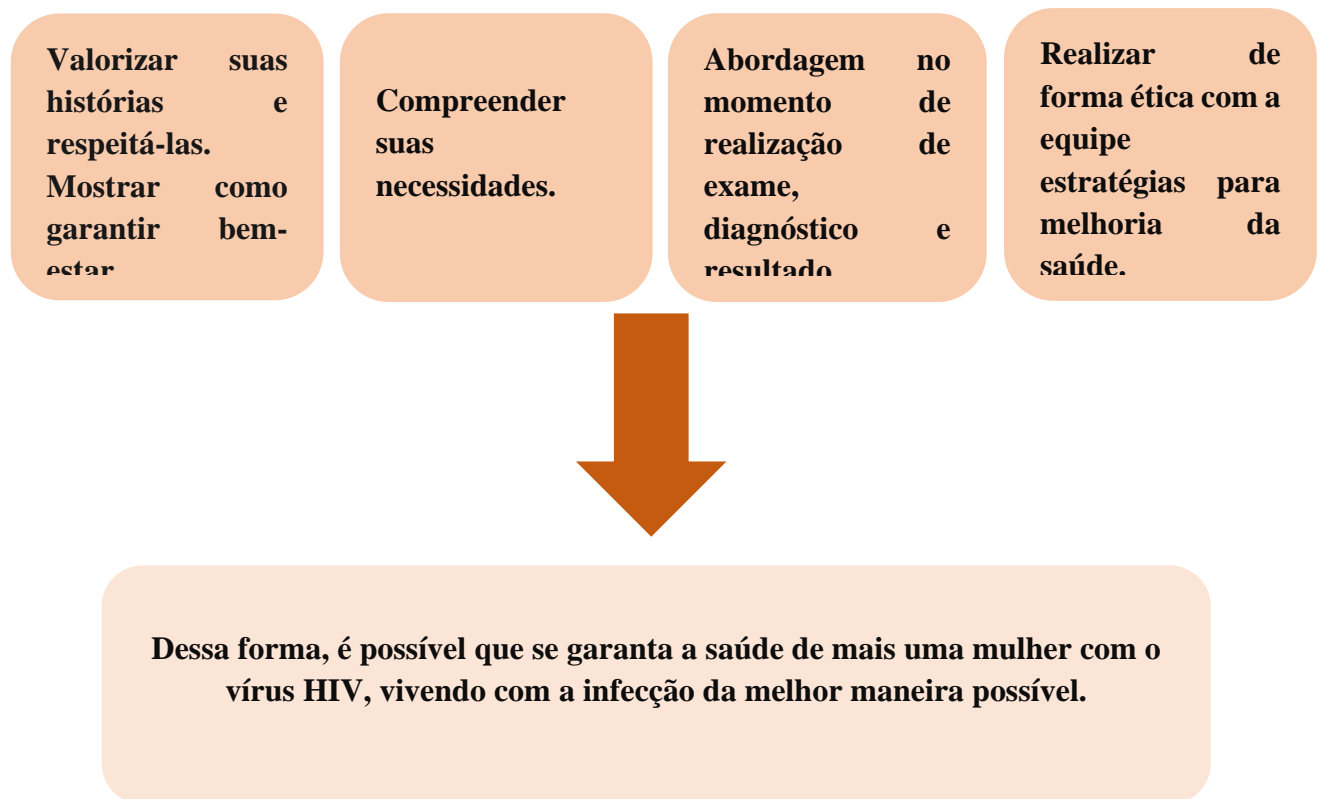 Valorizar suas
histórias e
respeitá-las.
Mostrar como
garantir bem-
estar
Compreender
suas
necessidades.
Abordagem no
momento de
realização de
exame,
diagnóstico e
resultado
Realizar de
forma ética com a
equipe
estratégias para
melhoria da
saúde.
Dessa forma, é possível que se garanta a saúde de mais uma mulher com o
vírus HIV, vivendo com a infecção da melhor maneira possível.